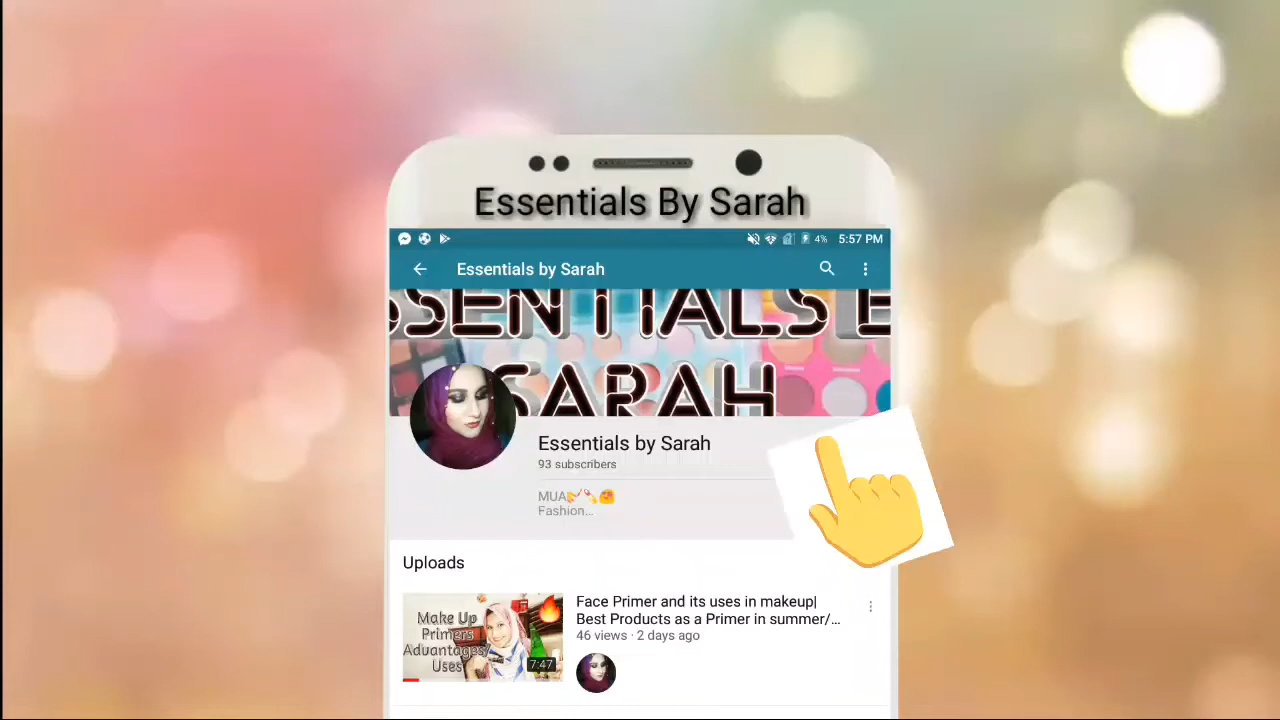 Essentials By Sarah
4% 5:57 PM
Essentials by Sarah
SSENTIALS
SARAH
Essentials by Sarah
93 subscribers
MUA💅💄🥰
Fashion...
Uploads
Make Up
Primers
Advantages/
Uses
7:47
Face Primer and its uses in makeup|
Best Products as a Primer in summer/...
46 views · 2 days ago